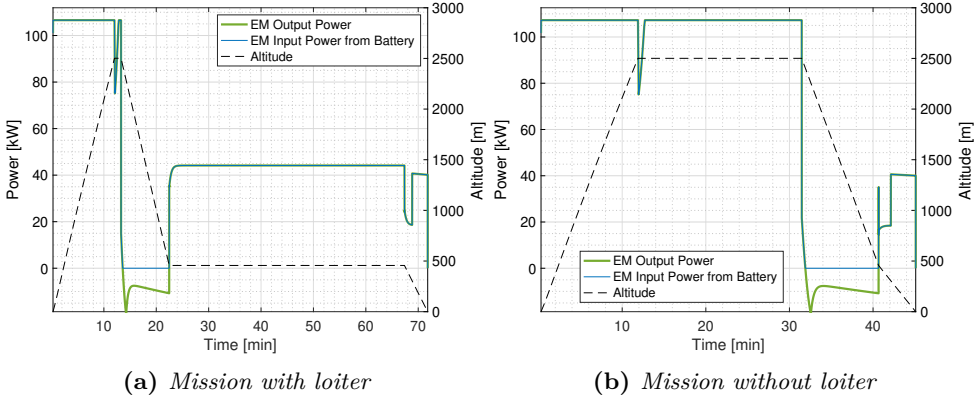 EM Output Power
EM Input Power from Battery
Altitude
Power [kW]
100
80
60
40
20
0
3000
2500
2000
1500
1000
500
0
Altitude [m]
10
20
30
40
50
60
70
Time [min]
(a) Mission with loiter
EM Output Power
EM Input Power from Battery
Altitude
Power [kW]
100
80
60
40
20
0
3000
2500
2000
1500
1000
500
0
Altitude [m]
10
20
30
40
Time [min]
(b) Mission without loiter